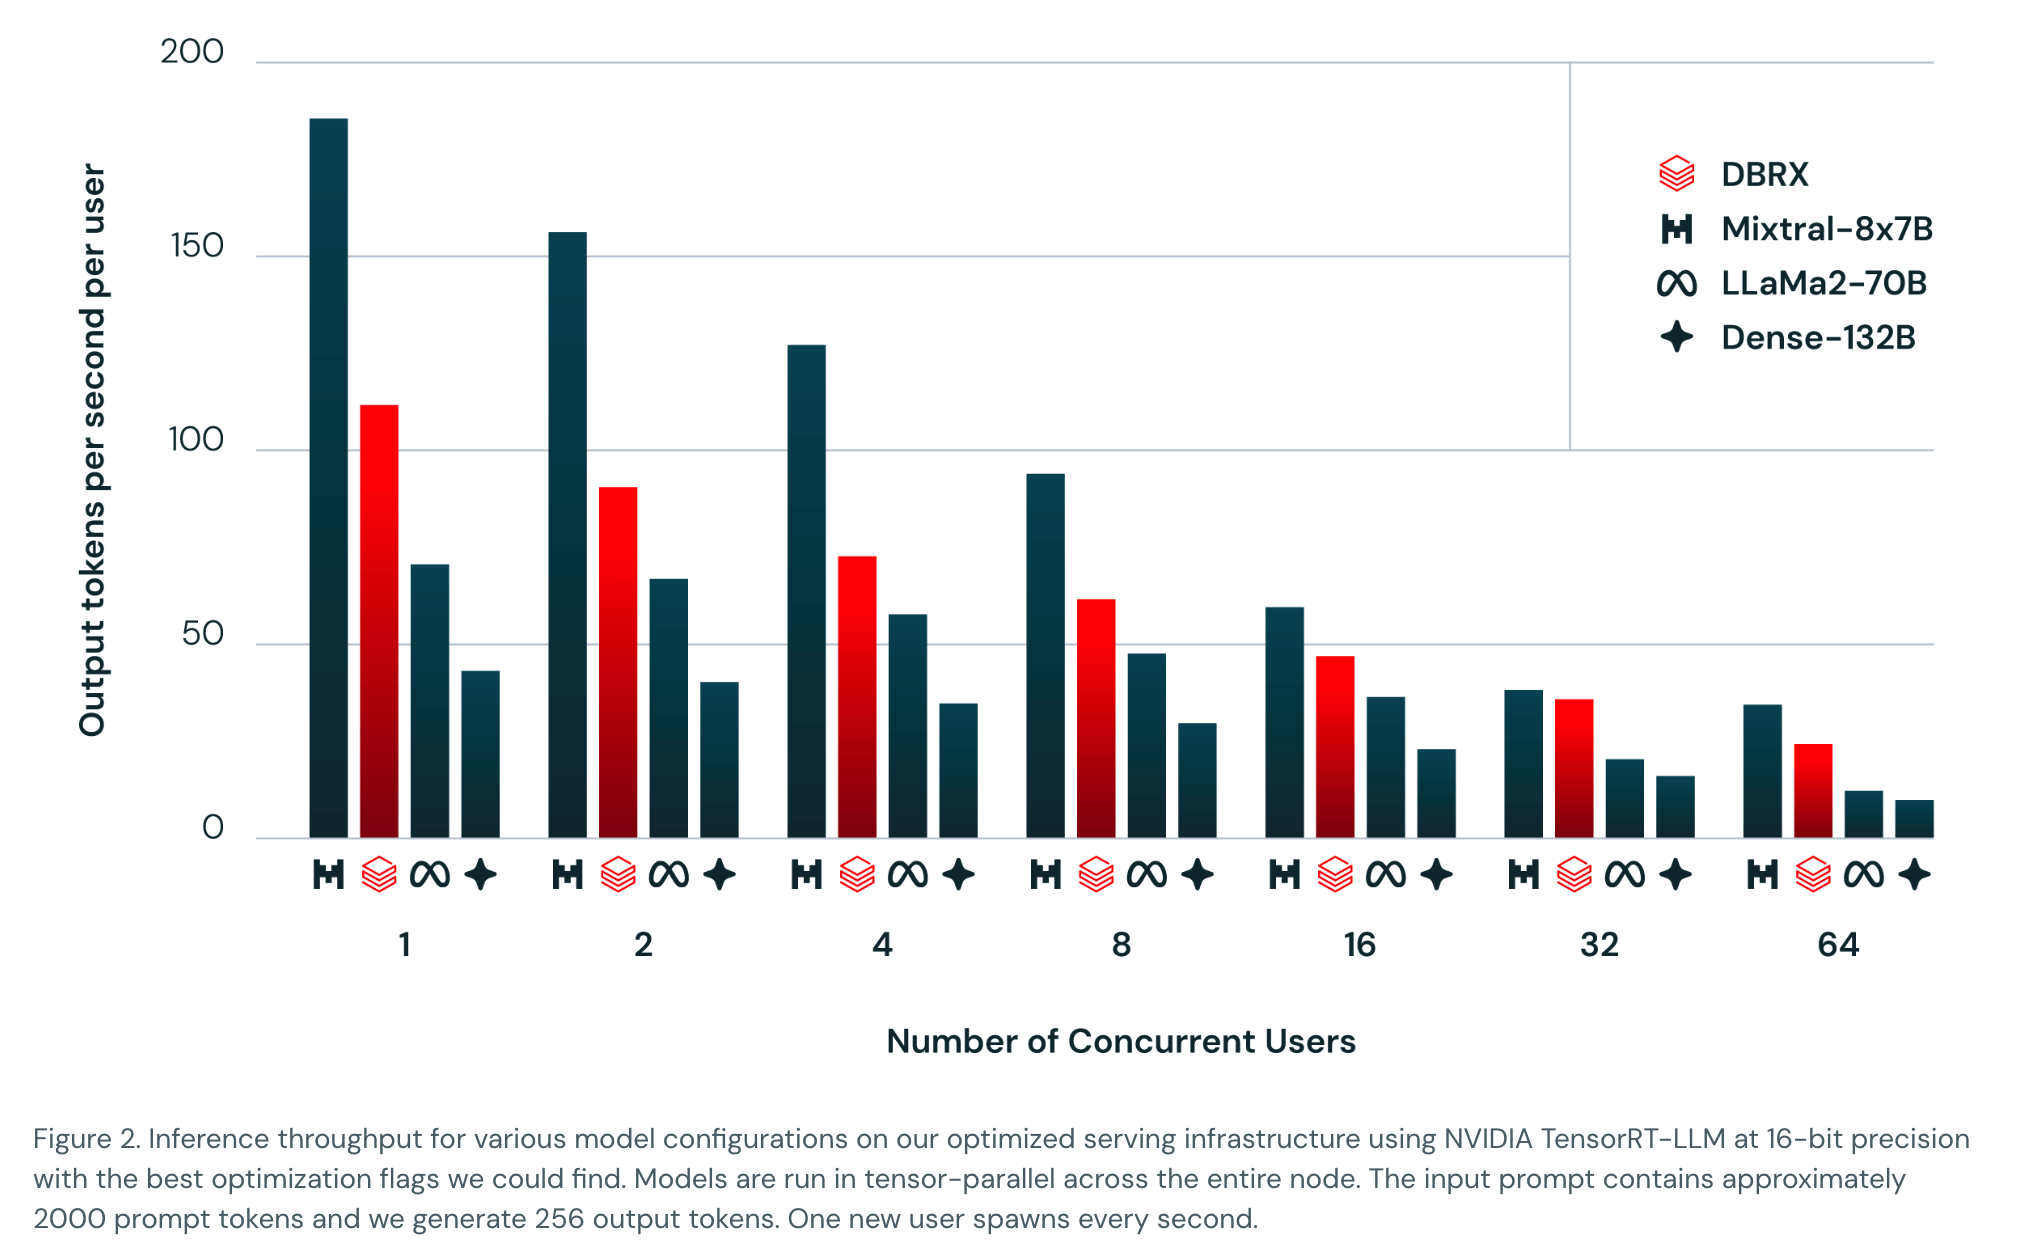 200
150
100
50
0
Output tokens per second per user
DBRX
Mixtral-8x7B
LLaMa2-70B
Dense-132B
1 2 4 8 16 32 64
Number of Concurrent Users
Figure 2. Inference throughput for various model configurations on our optimized serving infrastructure using NVIDIA TensorRT-LLM at 16-bit precision
with the best optimization flags we could find. Models are run in tensor-parallel across the entire node. The input prompt contains approximately
2000 prompt tokens and we generate 256 output tokens. One new user spawns every second.